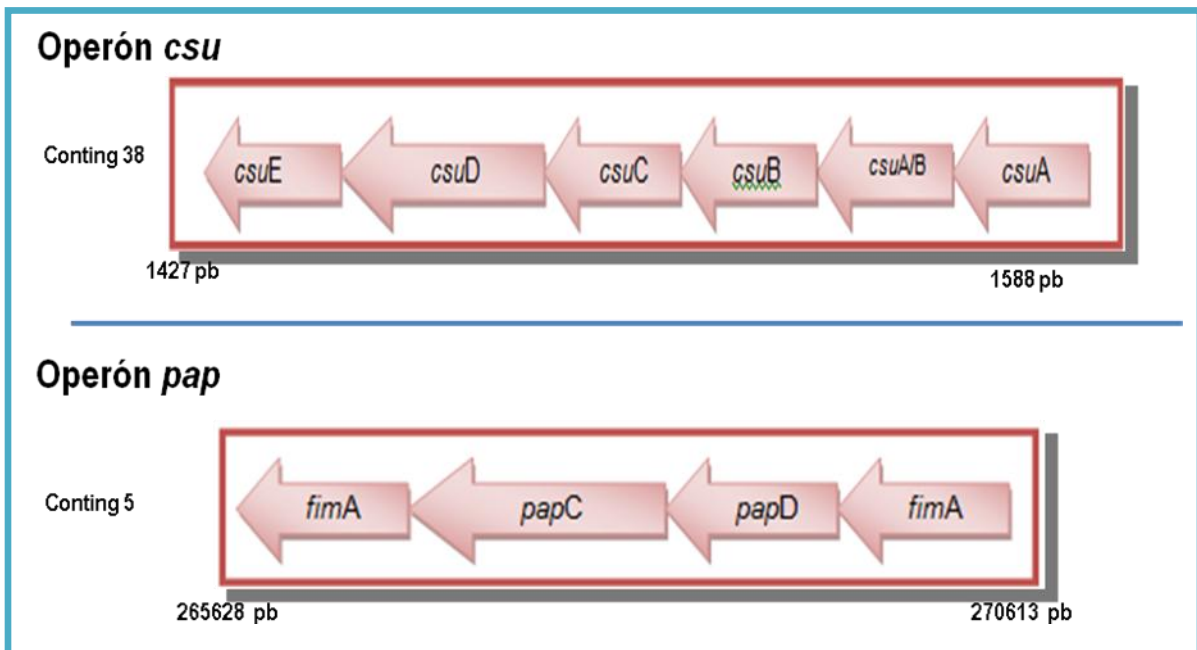 Operón csu
Conting 38
csuE csuD csuC csuB csuA/B csuA
1427 pb 1588 pb
Operón pap
Conting 5
fimA papC papD fimA
265628 pb 270613 pb